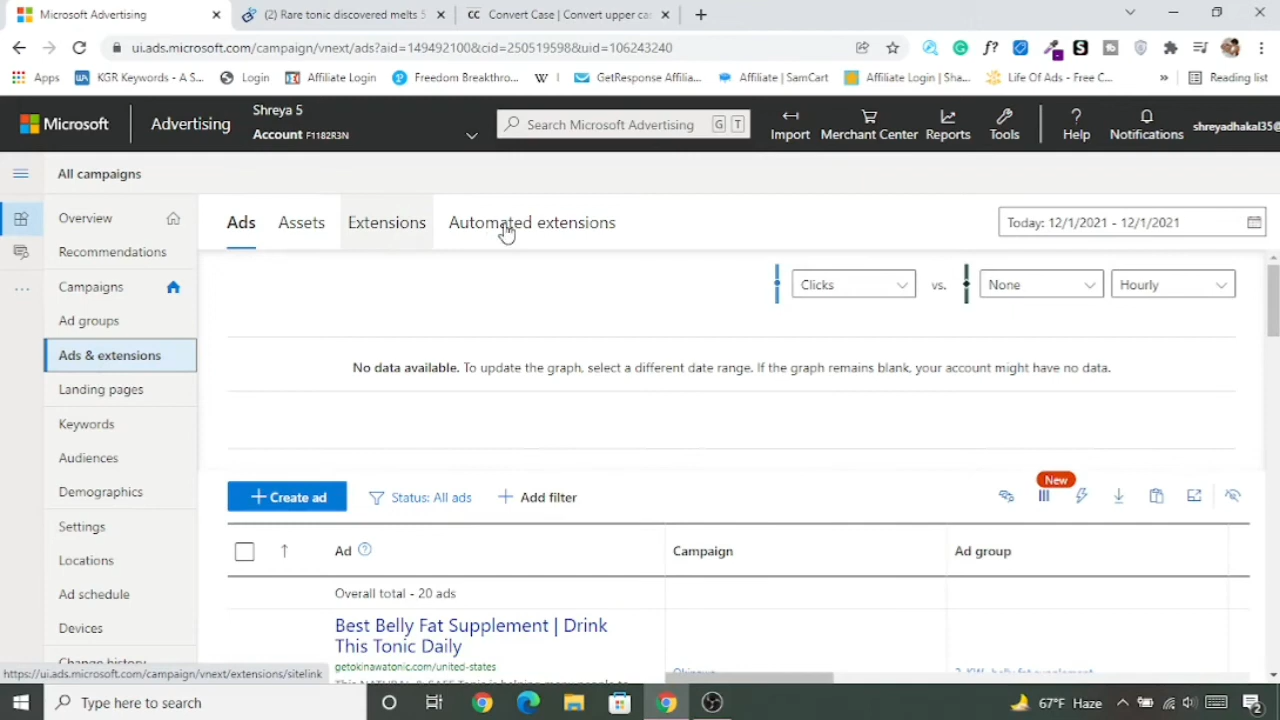 Microsoft Advertising
(2) Rare tonic discovered melts 5
CC Convert Case | Convert upper cas
ui.ads.microsoft.com/campaign/vnext/ads?aid=149492100&cid=250519598&uid=106243240
Apps
KGR Keywords - A S...
Login
Affiliate Login
Freedom Breakthro...
W
GetResponse Affilia...
Affiliate | SamCart
Affiliate Login | Sha...
Life Of Ads - Free C...
»
Reading list
Microsoft
Advertising
Shreya 5
Account F1182R3N
Search Microsoft Advertising G T
Import
Merchant Center
Reports
Tools
Help
Notifications
shreyadhakal35@
All campaigns
Overview
Recommendations
Campaigns
Ad groups
Ads & extensions
Landing pages
Keywords
Audiences
Demographics
Settings
Locations
Ad schedule
Devices
Change history
Ads
Assets
Extensions
Automated extensions
Today: 12/1/2021 - 12/1/2021
Clicks
vs.
None
Hourly
No data available. To update the graph, select a different date range. If the graph remains blank, your account might have no data.
Create ad
Status: All ads
Add filter
New
Ad
Campaign
Ad group
Overall total - 20 ads
Best Belly Fat Supplement | Drink
This Tonic Daily
getokinawatonic.com/united-states
https://ui.ads.microsoft.com/campaign/vnext/extensions/sitelink
Type here to search
67°F Haze
2